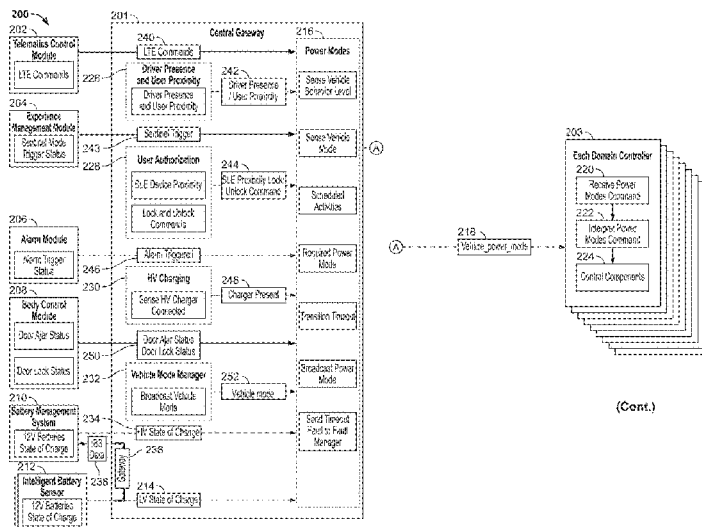 200
202
Telematics Control
Module
LTE Commands
204
Experience
Management Module
Sentinel Mode
Trigger Status
206
Alarm Module
Alarm Trigger
Status
208
Body Control
Module
Door Ajar Status
Door Lock Status
210
Battery Management
System
12V Batteries
State of Charge
212
Intelligent Battery
Sensor
12V Batteries
State of Charge
201
Central Gateway
240
LTE Commands
226
Driver Presence
and User Proximity
Driver Presence
and User Proximity
242
Driver Presence
/ User Proximity
Sentinel Trigger
243
228
User Authorization
SLE Device Proximity
Lock and Unlock
Commands
244
SLE Proximity Lock/
Unlock Command
Alarm Triggered
246
230
HV Charging
Sense HV Charger
Connected
248
Charger Present
Door Ajar Status
Door Lock Status
250
232
Vehicle Mode Manager
Broadcast Vehicle
Mode
252
Vehicle mode
234
HV State of Charge
Data
238
Gateway
236
214
LV State of Charge
216
Power Modes
Sense Vehicle
Behavior Level
Sense Vehicle
Mode
Scheduled
Activities
Required Power
Mode
Transition Timeout
Broadcast Power
Mode
Send Timeout
Fault to Fault
Manager
A
A
218
Vehicle_power_mode
203
Each Domain Controller
220
Receive Power
Modes Command
222
Interpret Power
Modes Command
224
Control Components
(Cont.)